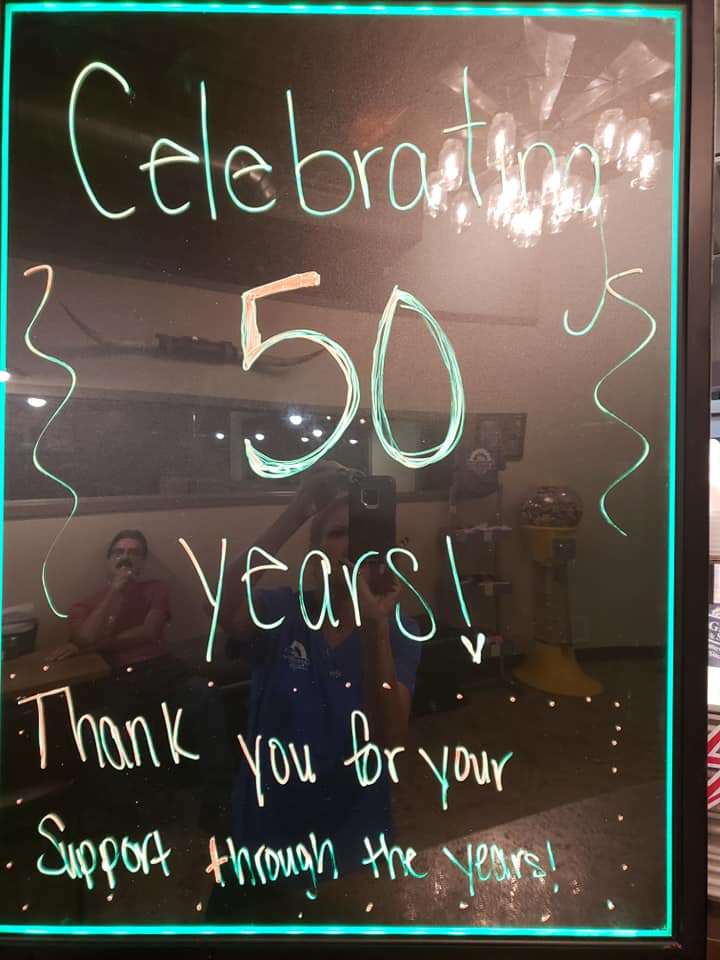 Celebrating
50
years!
Thank you for your
Support through the years!